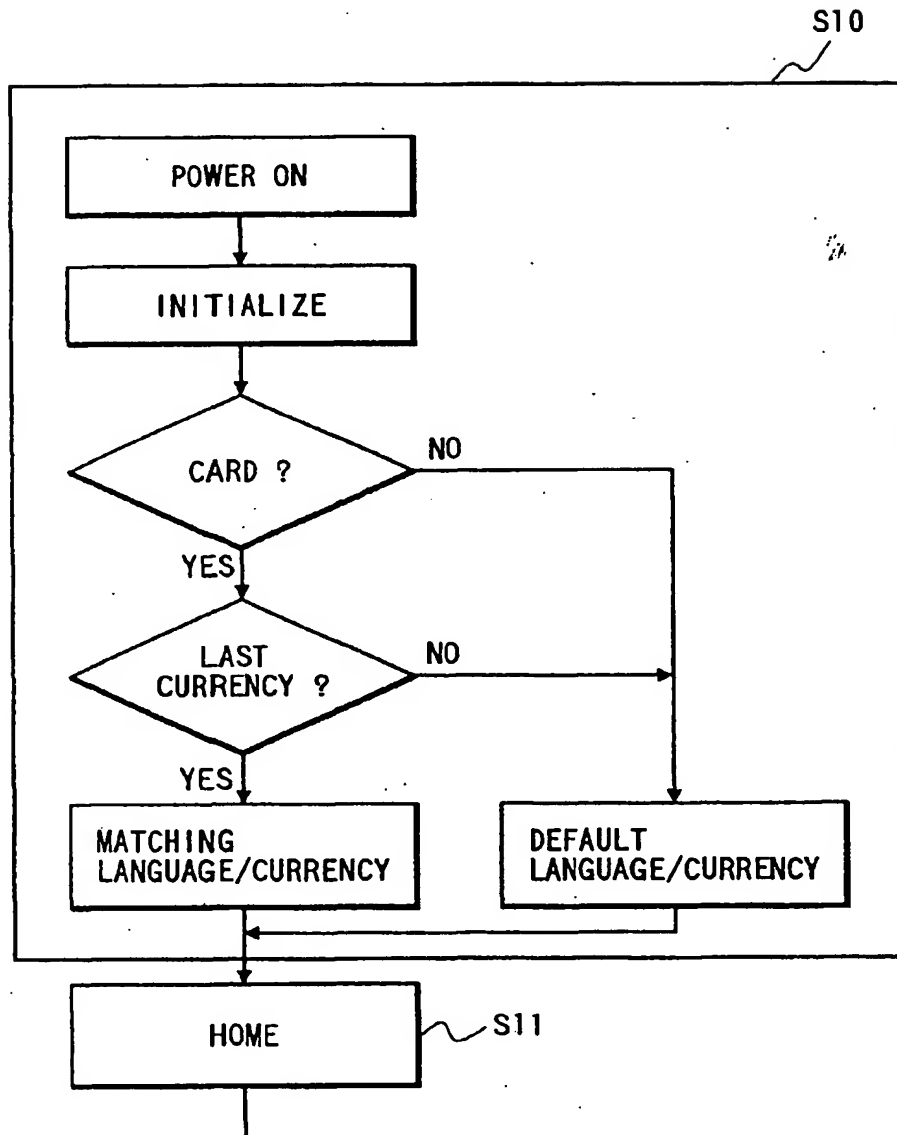 S10
POWER ON
INITIALIZE
CARD ?
NO
YES
LAST
CURRENCY ?
NO
YES
MATCHING
LANGUAGE/CURRENCY
DEFAULT
LANGUAGE/CURRENCY
HOME
S11